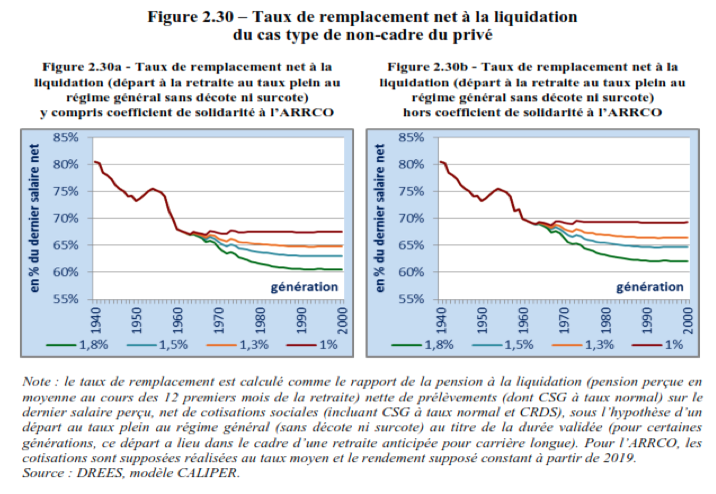 Figure 2.30 – Taux de remplacement net à la liquidation
du cas type de non-cadre du privé
Figure 2.30a - Taux de remplacement net à la
liquidation (départ à la retraite au taux plein au
régime général sans décote ni surcote)
y compris coefficient de solidarité à l'ARRCO
85%
80%
75%
70%
65%
60%
55%
en % du dernier salaire net
génération
1940
1950
1960
1970
1980
1990
2000
1,8%
1,5%
1,3%
1%
Figure 2.30b - Taux de remplacement net à la
liquidation (départ à la retraite au taux plein au
régime général sans décote ni surcote)
hors coefficient de solidarité à l'ARRCO
85%
80%
75%
70%
65%
60%
55%
en % du dernier salaire net
génération
1940
1950
1960
1970
1980
1990
2000
1,8%
1,5%
1,3%
1%
Note : le taux de remplacement est calculé comme le rapport de la pension à la liquidation (pension perçue en
moyenne au cours des 12 premiers mois de la retraite) nette de prélèvements (dont CSG à taux normal) sur le
dernier salaire perçu, net de cotisations sociales (incluant CSG à taux normal et CRDS), sous l'hypothèse d'un
départ au taux plein au régime général (sans décote ni surcote) au titre de la durée validée (pour certaines
générations, ce départ a lieu dans le cadre d'une retraite anticipée pour carrière longue). Pour l'ARRCO, les
cotisations sont supposées réalisées au taux moyen et le rendement supposé constant à partir de 2019.
Source : DREES, modèle CALIPER.